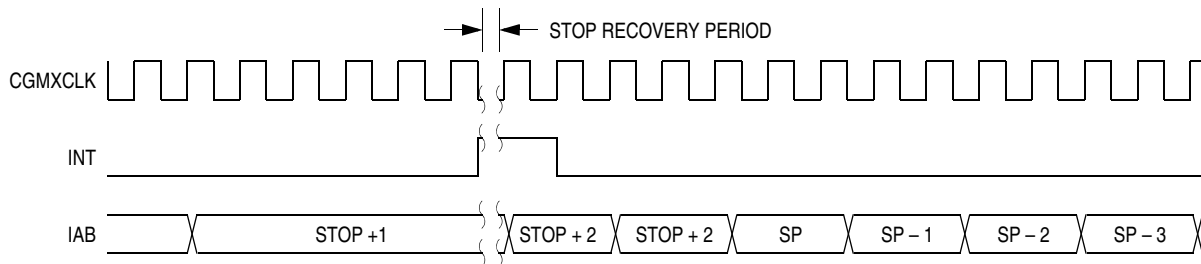 STOP RECOVERY PERIOD
CGMXCLK
INT
IAB STOP +1 STOP + 2 STOP + 2 SP SP – 1 SP – 2 SP – 3